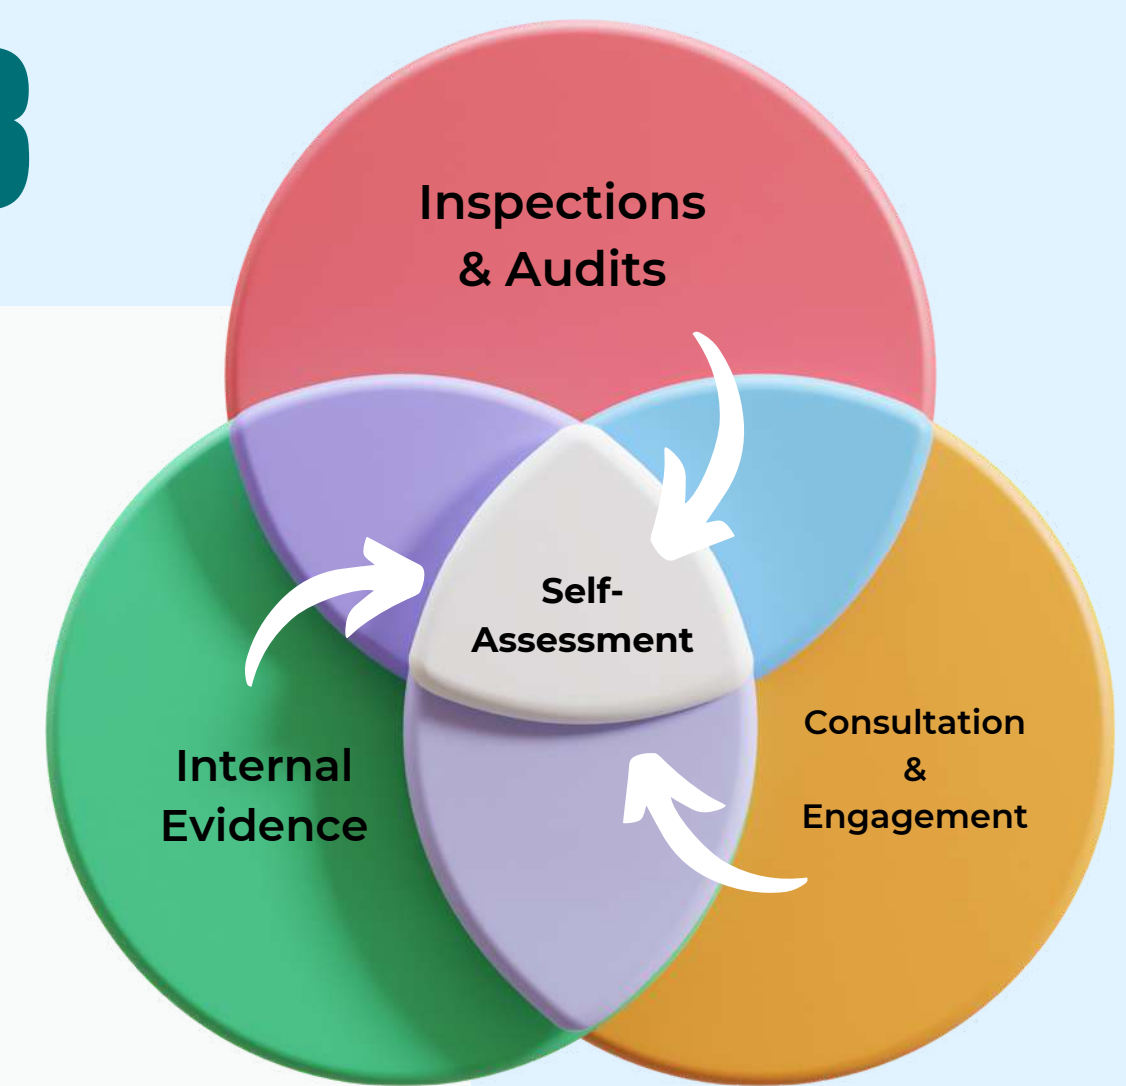 Inspections
& Audits
Self-
Assessment
Internal
Evidence
Consultation
&
Engagement